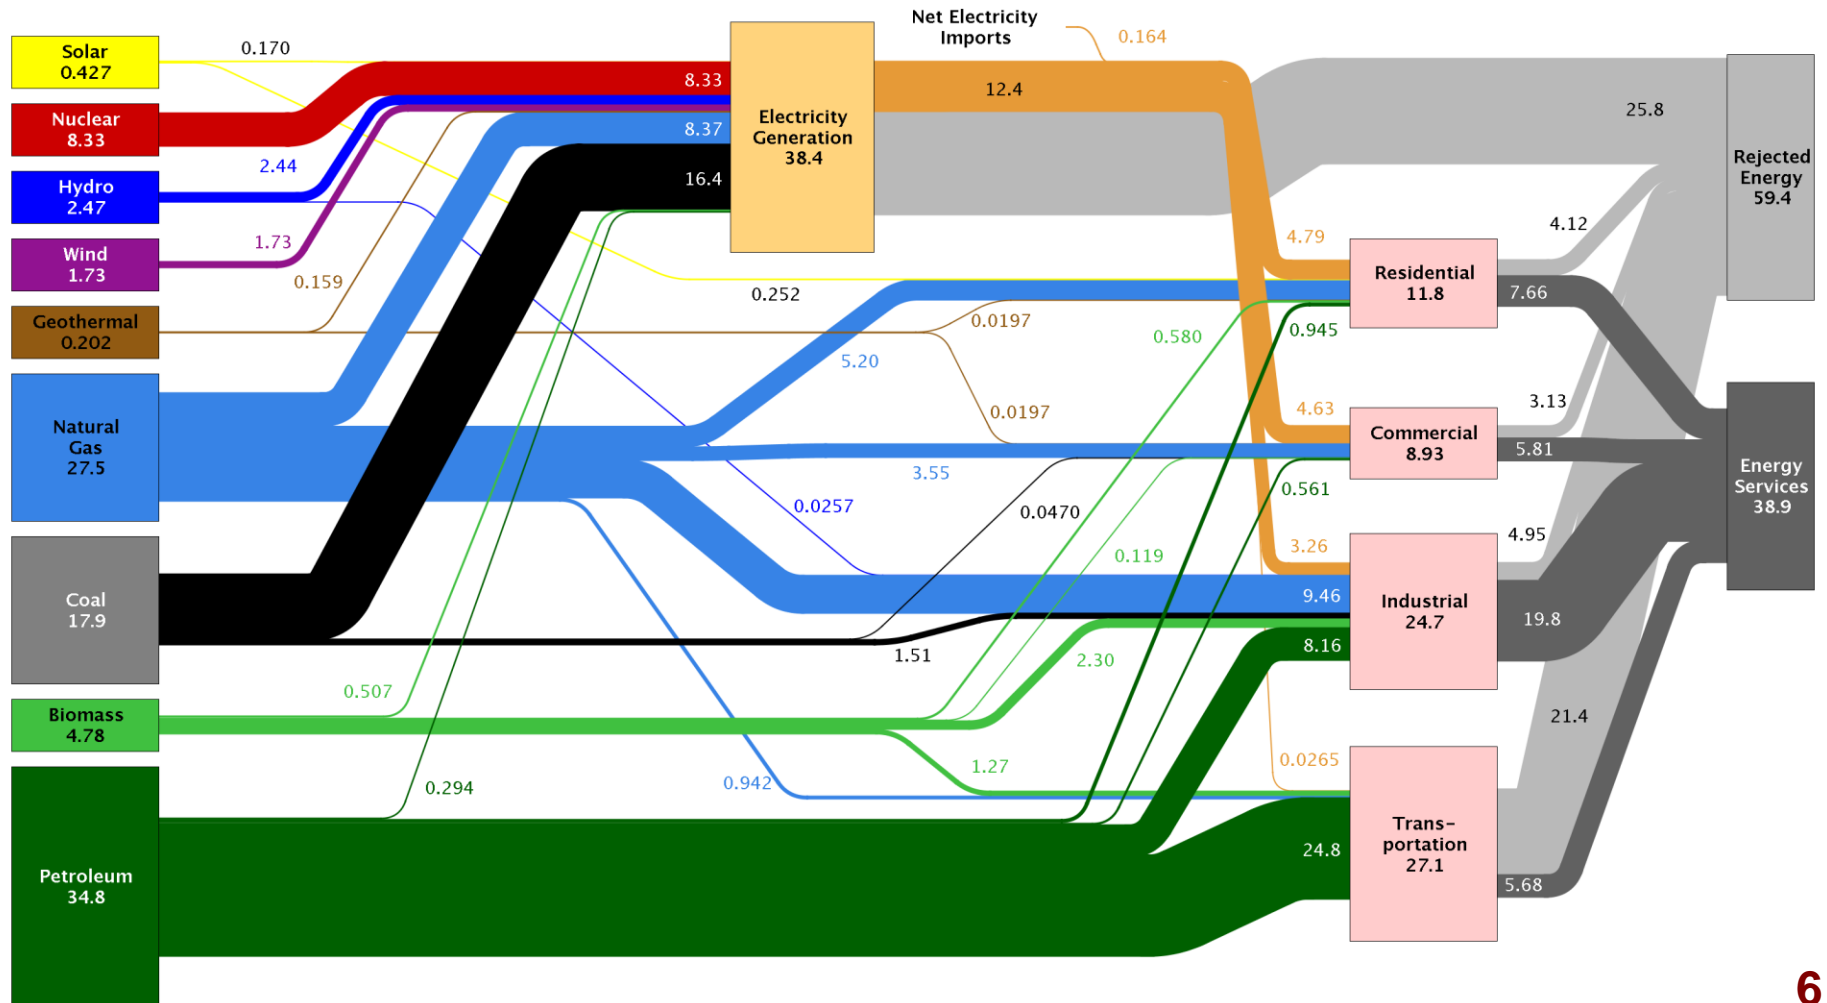 Net Electricity
Imports
0.164
Solar
0.427
0.170
Nuclear
8.33
8.33
12.4
25.8
Electricity
Generation
38.4
8.37
Rejected
Energy
59.4
2.44
Hydro
2.47
16.4
4.12
Wind
1.73
1.73
4.79
Residential
11.8
0.159
0.252
7.66
Geothermal
0.202
0.0197
0.580
0.945
5.20
Natural
Gas
27.5
0.0197
4.63
3.13
Commercial
8.93
5.81
3.55
0.561
Energy
Services
38.9
0.0257
0.0470
4.95
3.26
0.119
Coal
17.9
9.46
Industrial
24.7
19.8
1.51
8.16
2.30
0.507
Biomass
4.78
21.4
0.294
0.942
1.27
0.0265
Trans-
portation
27.1
24.8
5.68
Petroleum
34.8
6